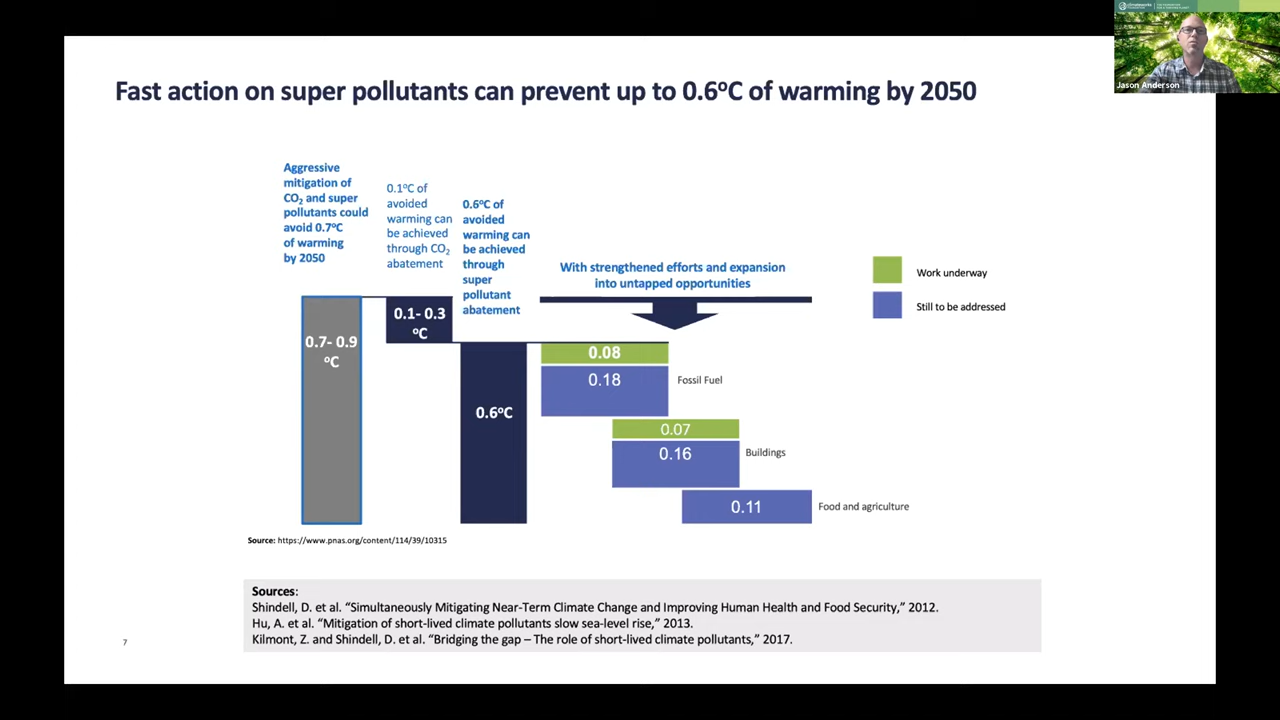 Fast action on super pollutants can prevent up to 0.6ºC of warming by 2050
Jason Anderson
Aggressive
mitigation of
CO₂ and super
pollutants could
avoid 0.7ºC
of warming
by 2050
0.1ºC of
avoided
warming can
be achieved
through CO₂
abatement
0.6ºC of
avoided
warming can
be achieved
through
super
pollutant
abatement
With strengthened efforts and expansion
into untapped opportunities
Work underway
Still to be addressed
0.7- 0.9
ºC
0.1- 0.3
ºC
0.6ºC
0.08
0.18
Fossil Fuel
0.07
0.16
Buildings
0.11
Food and agriculture
Source: https://www.pnas.org/content/114/39/10315
Sources:
Shindell, D. et al. “Simultaneously Mitigating Near-Term Climate Change and Improving Human Health and Food Security,” 2012.
Hu, A. et al. “Mitigation of short-lived climate pollutants slow sea-level rise,” 2013.
Kilmont, Z. and Shindell, D. et al. “Bridging the gap – The role of short-lived climate pollutants,” 2017.
7